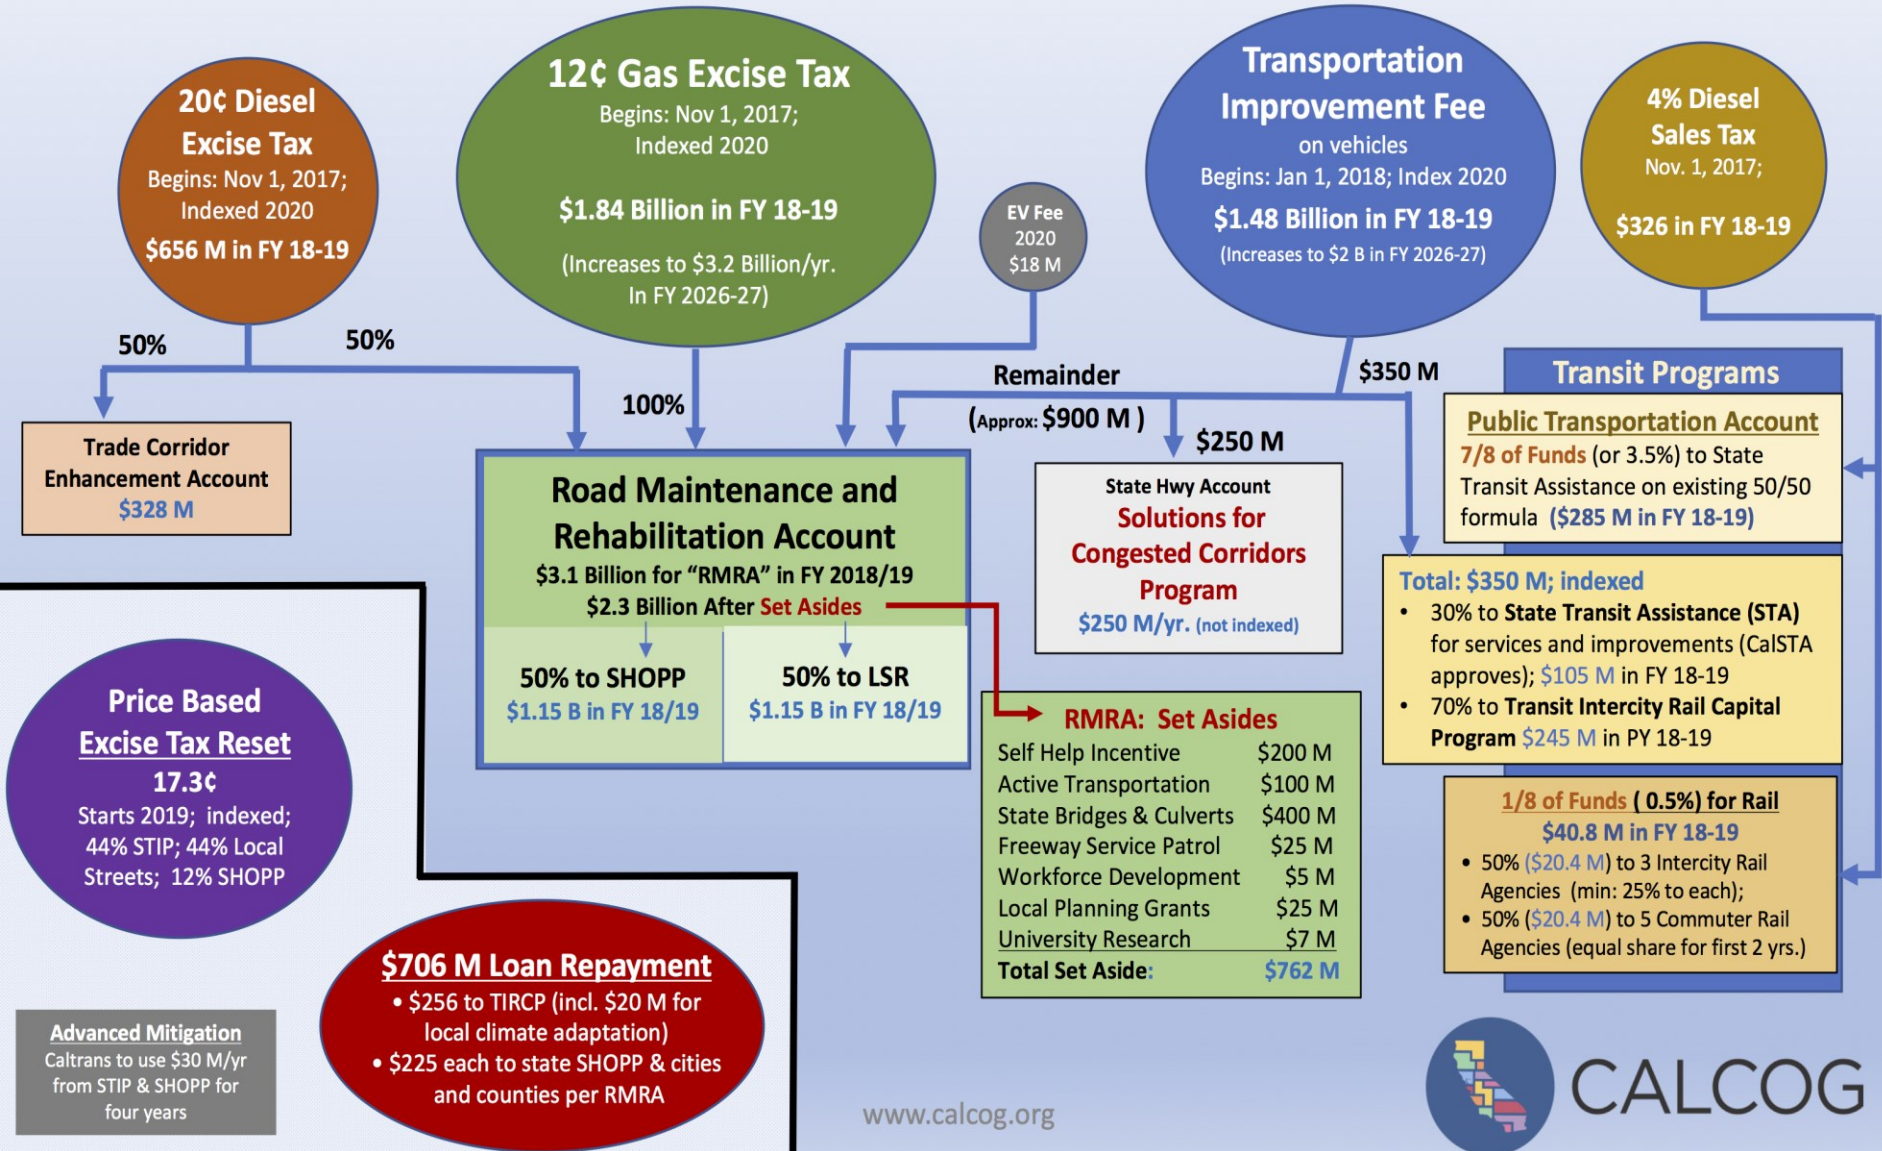 20¢ Diesel
Excise Tax
Begins: Nov 1, 2017;
Indexed 2020
$656 M in FY 18-19
12¢ Gas Excise Tax
Begins: Nov 1, 2017;
Indexed 2020
$1.84 Billion in FY 18-19
(Increases to $3.2 Billion/yr.
In FY 2026-27)
EV Fee
2020
$18 M
Transportation
Improvement Fee
on vehicles
Begins: Jan 1, 2018; Index 2020
$1.48 Billion in FY 18-19
(Increases to $2 B in FY 2026-27)
4% Diesel
Sales Tax
Nov. 1, 2017;
$326 in FY 18-19
50%
50%
100%
Remainder
(Approx: $900 M )
$250 M
$350 M
Trade Corridor
Enhancement Account
$328 M
Road Maintenance and
Rehabilitation Account
$3.1 Billion for “RMRA” in FY 2018/19
$2.3 Billion After Set Asides
50% to SHOPP
$1.15 B in FY 18/19
50% to LSR
$1.15 B in FY 18/19
State Hwy Account
Solutions for
Congested Corridors
Program
$250 M/yr. (not indexed)
RMRA: Set Asides
Self Help Incentive $200 M
Active Transportation $100 M
State Bridges & Culverts $400 M
Freeway Service Patrol $25 M
Workforce Development $5 M
Local Planning Grants $25 M
University Research $7 M
Total Set Aside: $762 M
Transit Programs
Public Transportation Account
7/8 of Funds (or 3.5%) to State
Transit Assistance on existing 50/50
formula ($285 M in FY 18-19)
Total: $350 M; indexed
• 30% to State Transit Assistance (STA)
for services and improvements (CalSTA
approves); $105 M in FY 18-19
• 70% to Transit Intercity Rail Capital
Program $245 M in PY 18-19
1/8 of Funds ( 0.5%) for Rail
$40.8 M in FY 18-19
• 50% ($20.4 M) to 3 Intercity Rail
Agencies (min: 25% to each);
• 50% ($20.4 M) to 5 Commuter Rail
Agencies (equal share for first 2 yrs.)
Price Based
Excise Tax Reset
17.3¢
Starts 2019; indexed;
44% STIP; 44% Local
Streets; 12% SHOPP
$706 M Loan Repayment
• $256 to TIRCP (incl. $20 M for
local climate adaptation)
• $225 each to state SHOPP & cities
and counties per RMRA
Advanced Mitigation
Caltrans to use $30 M/yr
from STIP & SHOPP for
four years
www.calcog.org
CALCOG